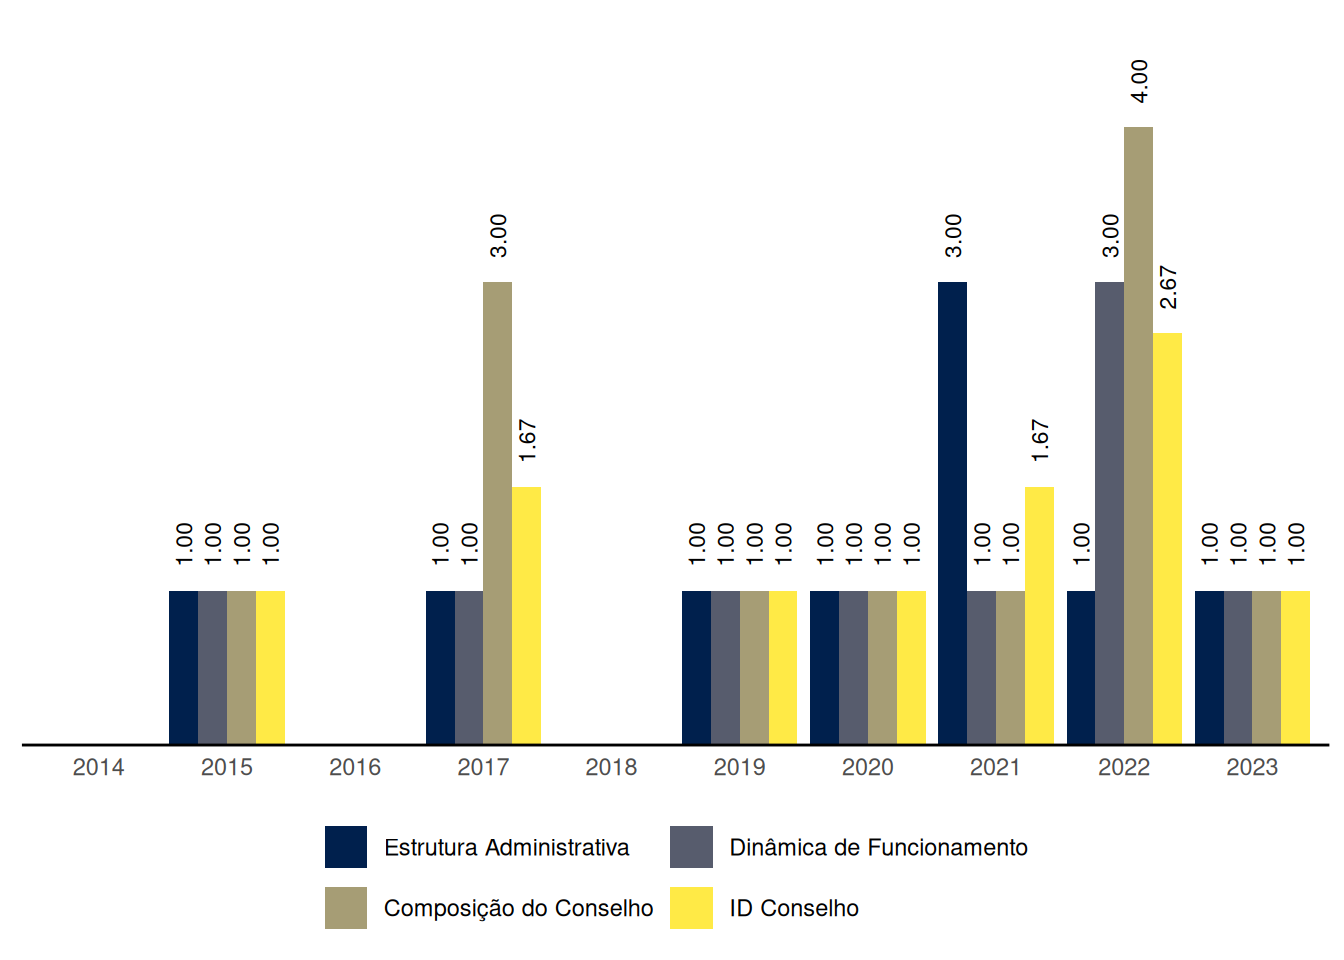 4.00
3.00 3.00 3.00
2.67
1.67 1.67
1.00 1.00 1.00 1.00 1.00 1.00 1.00 1.00 1.00 1.00 1.00 1.00 1.00 1.00 1.00 1.00 1.00 1.00 1.00 1.00 1.00
2014 2015 2016 2017 2018 2019 2020 2021 2022 2023
Estrutura Administrativa Dinâmica de Funcionamento
Composição do Conselho ID Conselho